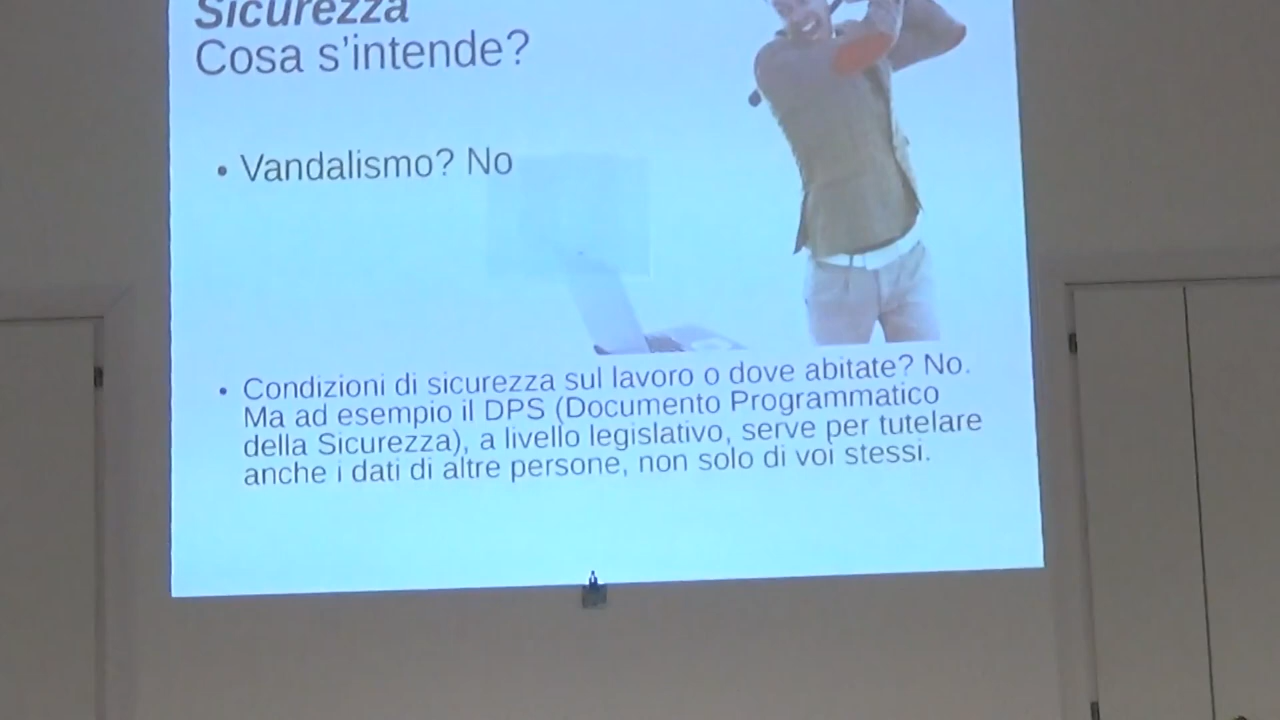 Sicurezza
Cosa s'intende?
• Vandalismo? No
• Condizioni di sicurezza sul lavoro o dove abitate? No.
Ma ad esempio il DPS (Documento Programmatico
della Sicurezza), a livello legislativo, serve per tutelare
anche i dati di altre persone, non solo di voi stessi.